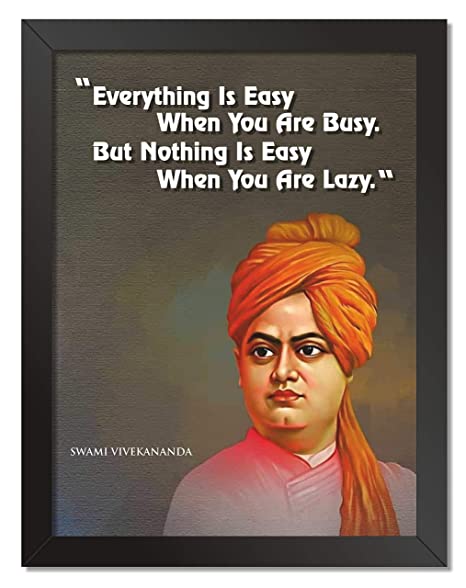 “Everything Is Easy
When You Are Busy.
But Nothing Is Easy
When You Are Lazy.“
SWAMI VIVEKANANDA